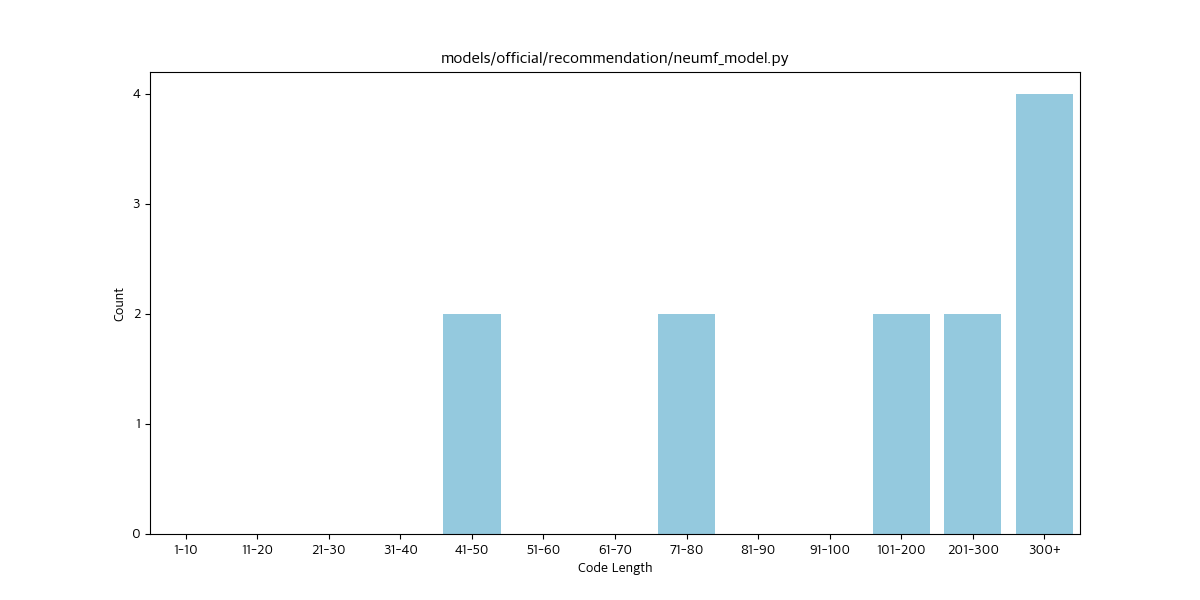 models/official/recommendation/neumf_model.py
4
3
2
1
0
Count
1-10 11-20 21-30 31-40 41-50 51-60 61-70 71-80 81-90 91-100 101-200 201-300 300+
Code Length